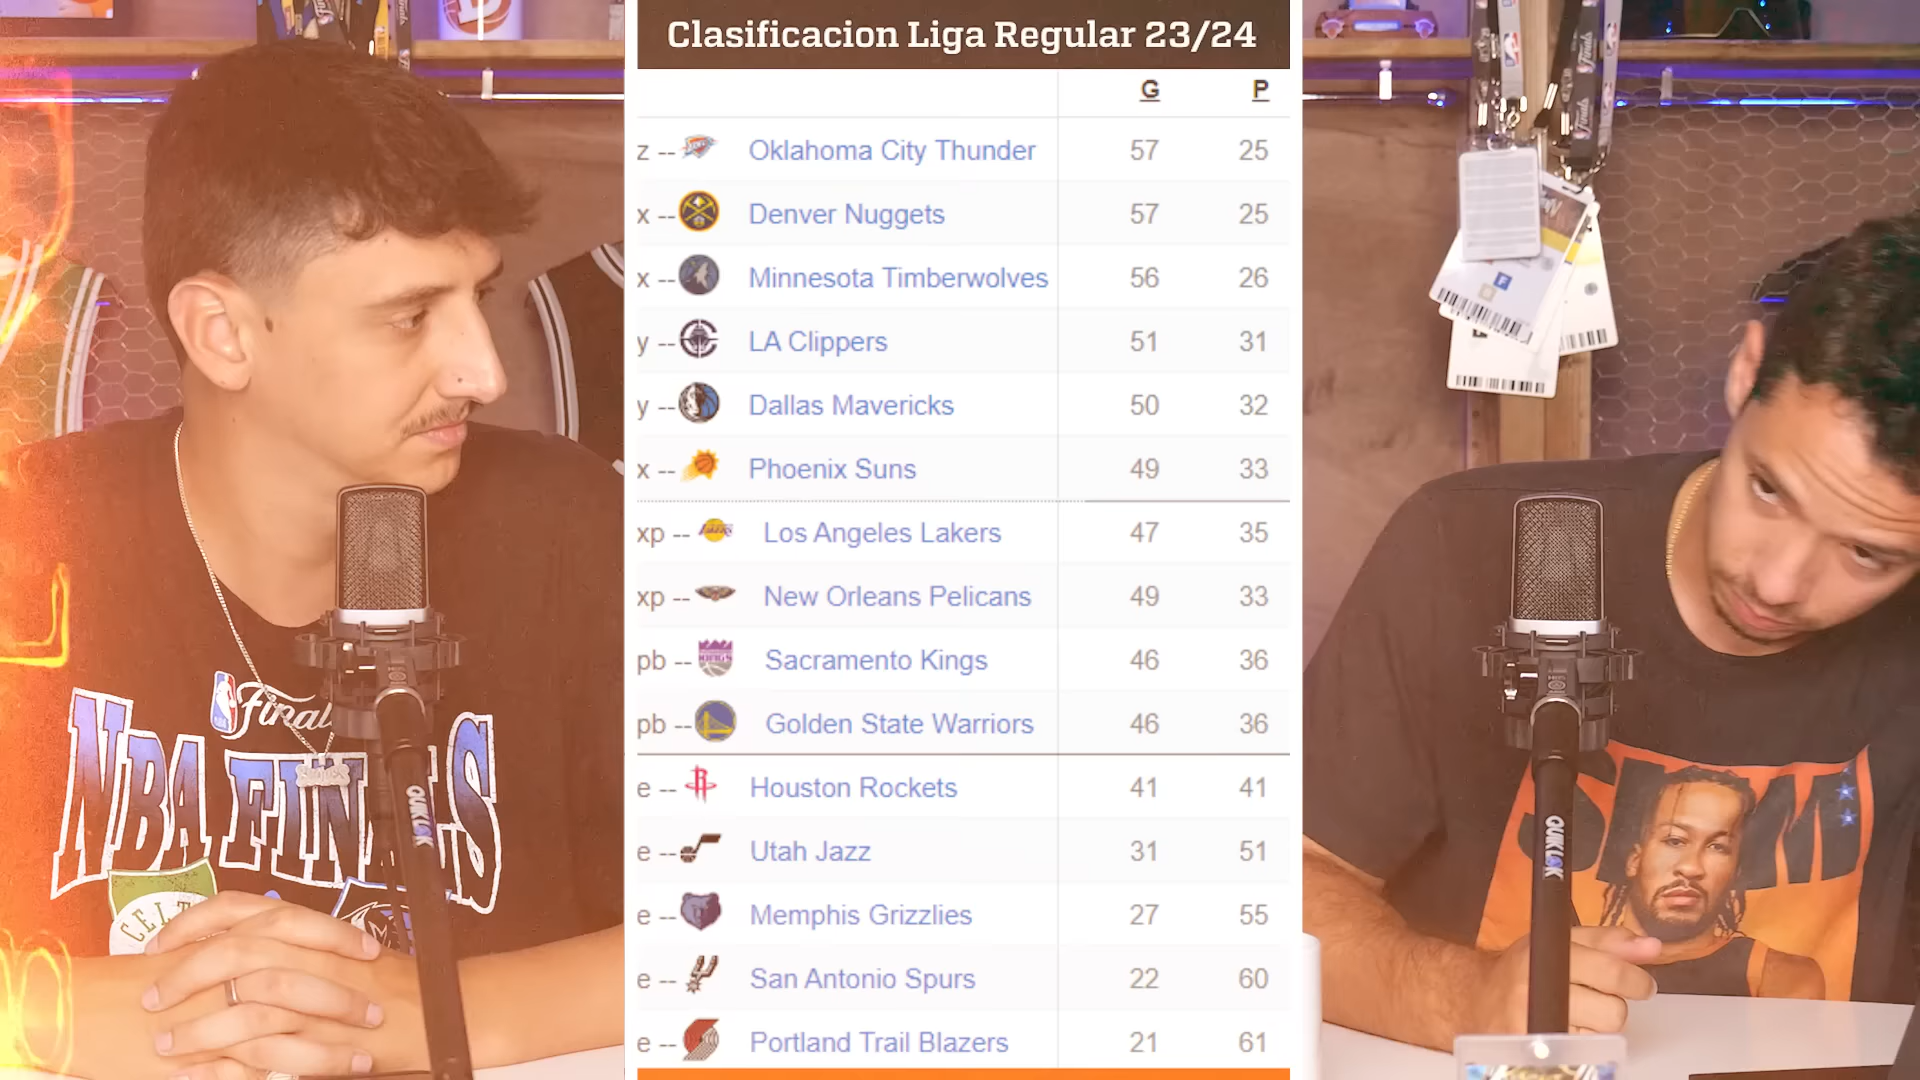 Clasificacion Liga Regular 23/24
G P
z -- Oklahoma City Thunder 57 25
x -- Denver Nuggets 57 25
x -- Minnesota Timberwolves 56 26
y -- LA Clippers 51 31
y -- Dallas Mavericks 50 32
x -- Phoenix Suns 49 33
xp -- Los Angeles Lakers 47 35
xp -- New Orleans Pelicans 49 33
pb -- Sacramento Kings 46 36
pb -- Golden State Warriors 46 36
e -- Houston Rockets 41 41
e -- Utah Jazz 31 51
e -- Memphis Grizzlies 27 55
e -- San Antonio Spurs 22 60
e -- Portland Trail Blazers 21 61
Final
NBA FINALS
CELT
QUIKLOK
QUIKLOK